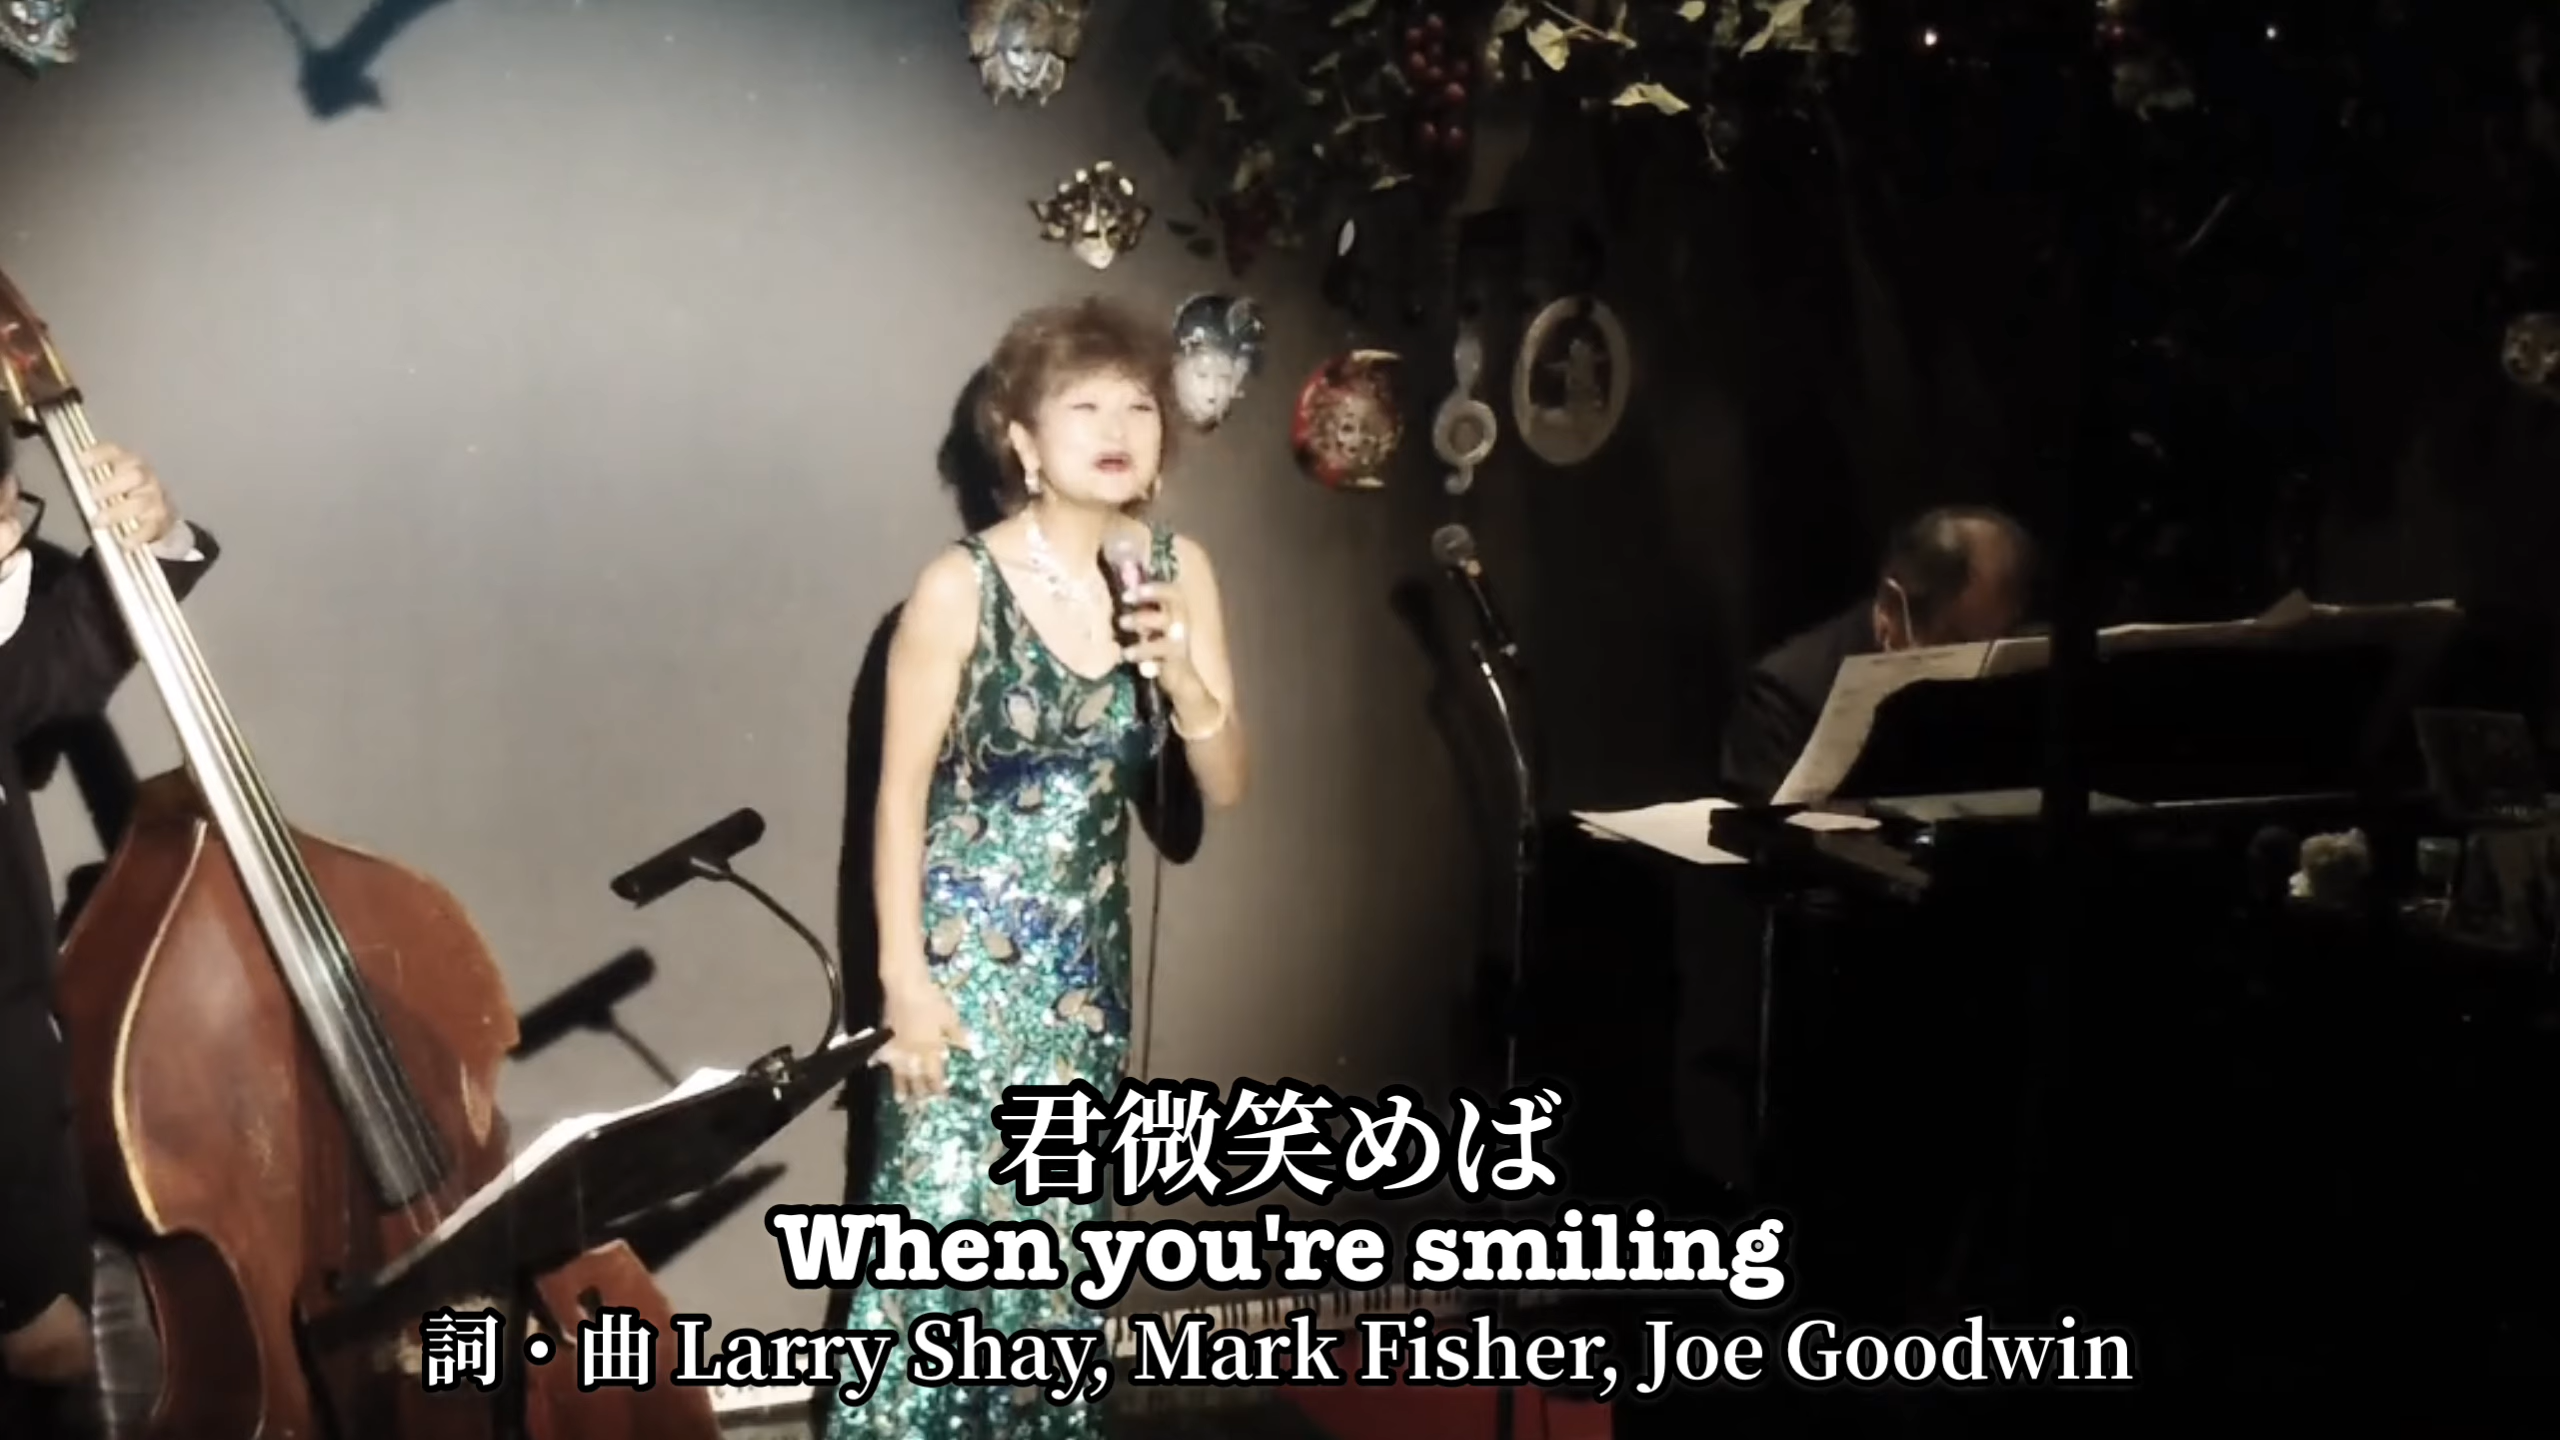 君微笑めば
When you're smiling
詞・曲 Larry Shay, Mark Fisher, Joe Goodwin